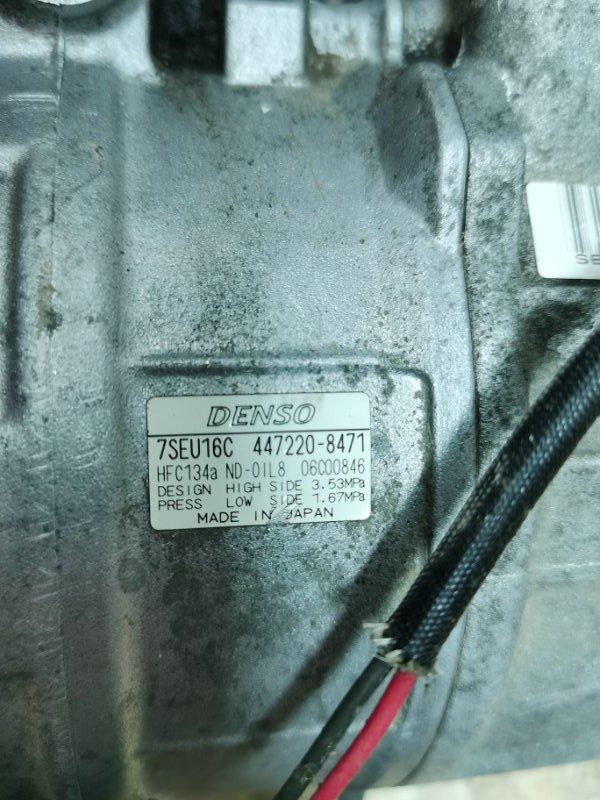 DENSO
7SEU16C 447220-8471
HFC134a ND-OIL8 06C00846
DESIGN HIGH SIDE 3.53MPa
PRESS LOW SIDE 1.67MPa
MADE IN JAPAN